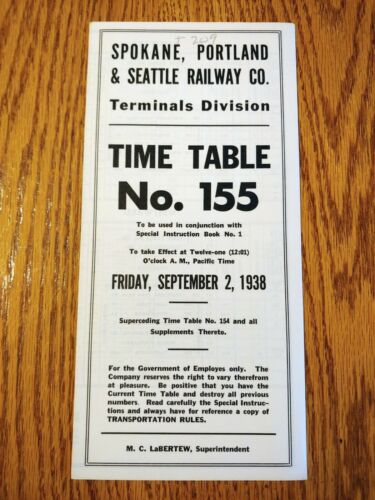 T 209
SPOKANE, PORTLAND
& SEATTLE RAILWAY CO.
Terminals Division
TIME TABLE
No. 155
To be used in conjunction with
Special Instruction Book No. 1
To take Effect at Twelve-one (12:01)
O'clock A. M., Pacific Time
FRIDAY, SEPTEMBER 2, 1938
Superceding Time Table No. 154 and all
Supplements Thereto.
For the Government of Employes only. The
Company reserves the right to vary therefrom
at pleasure. Be positive that you have the
Current Time Table and destroy all previous
numbers. Read carefully the Special Instruc-
tions and always have for reference a copy of
TRANSPORTATION RULES.
M. C. LaBERTEW, Superintendent